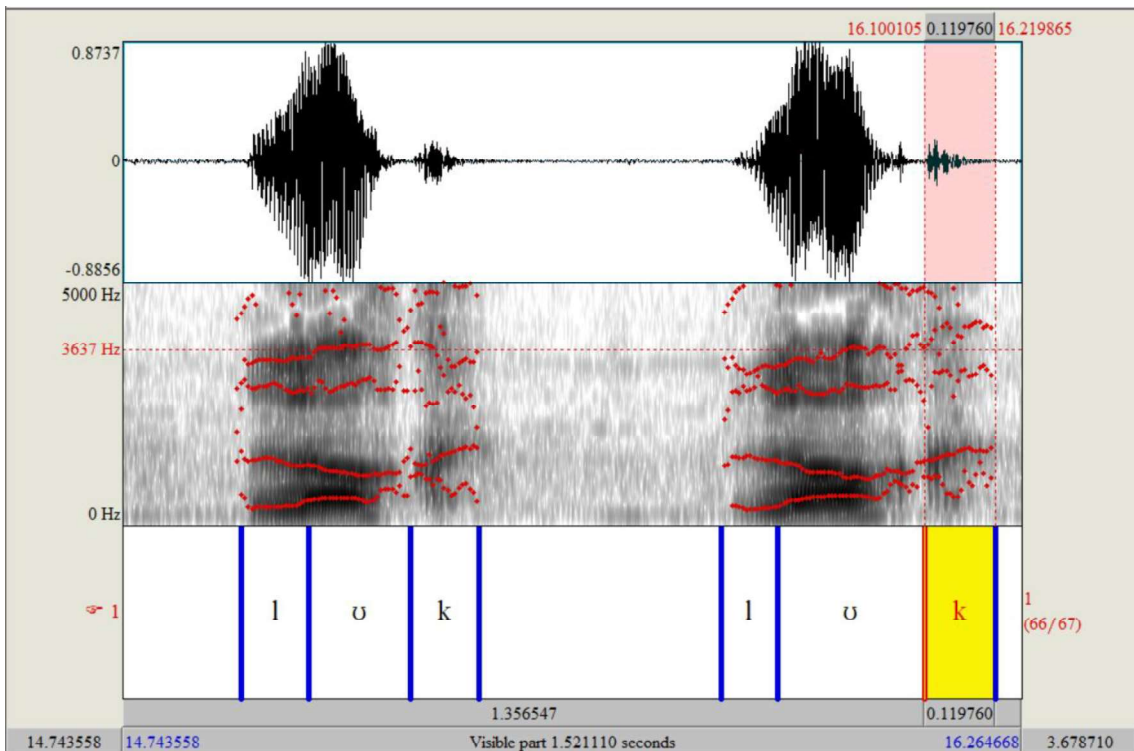 16.100105 0.119760 16.219865
0.8737
0
-0.8856
5000 Hz
3637 Hz
0 Hz
☞ 1 l ʊ k l ʊ k 1
(66/67)
1.356547 0.119760
14.743558 14.743558 Visible part 1.521110 seconds 16.264668 3.678710